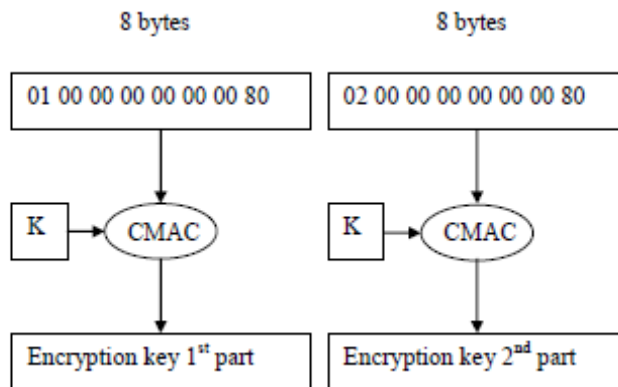 8 bytes 8 bytes
01 00 00 00 00 00 00 80 02 00 00 00 00 00 00 80
K CMAC K CMAC
Encryption key 1st part Encryption key 2nd part